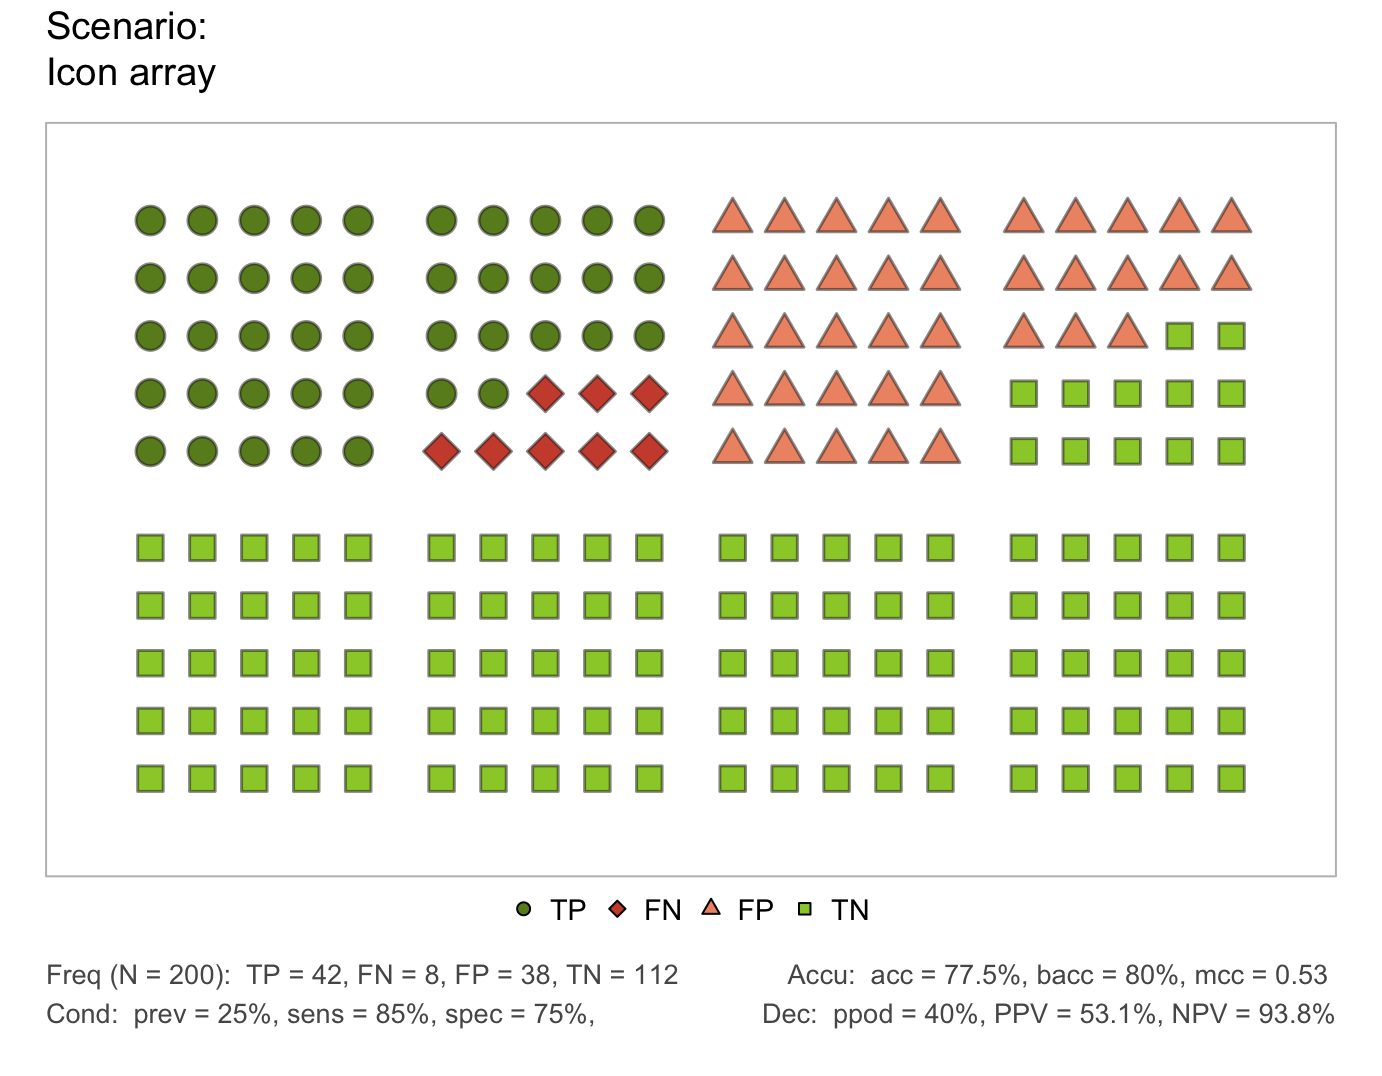 Scenario:
Icon array
TP FN FP TN
Freq (N = 200):  TP = 42, FN = 8, FP = 38, TN = 112
Accu:  acc = 77.5%, bacc = 80%, mcc = 0.53
Cond:  prev = 25%, sens = 85%, spec = 75%,
Dec:  ppod = 40%, PPV = 53.1%, NPV = 93.8%